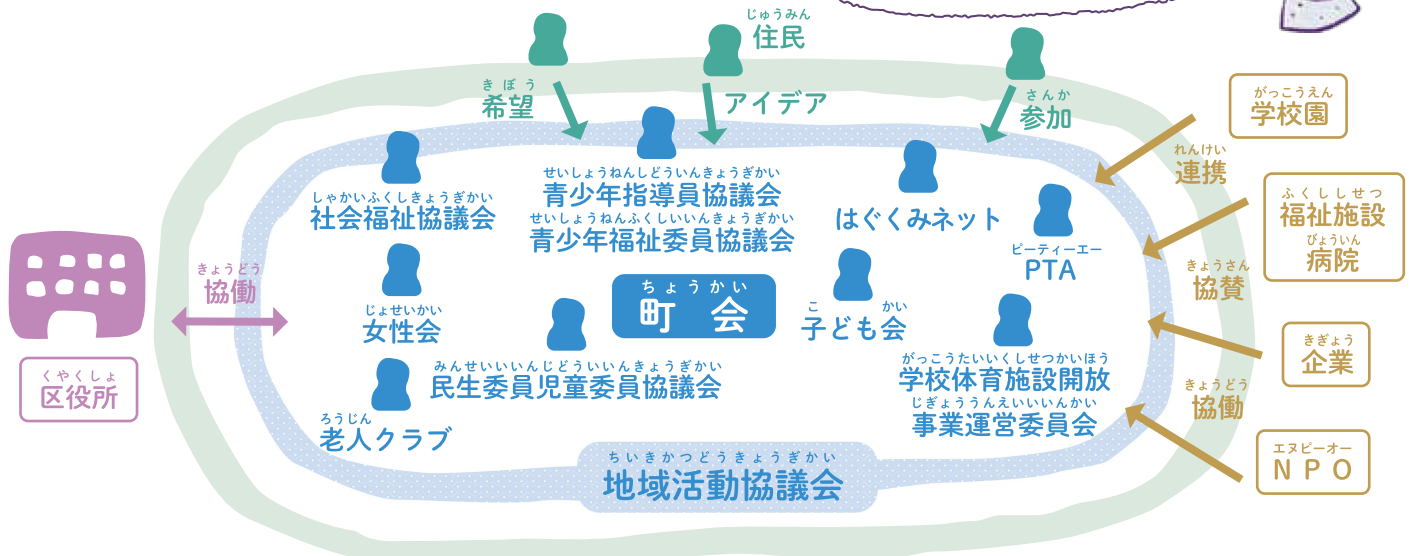 じゅうみん
住民
きぼう
希望
アイデア
さんか
参加
がっこうえん
学校園
れんけい
連携
ふくししせつ
福祉施設
びょういん
病院
きょうさん
協賛
きぎょう
企業
きょうどう
協働
エヌピーオー
NPO
しゃかいふくしきょうぎかい
社会福祉協議会
せいしょうねんしどういんきょうぎかい
青少年指導員協議会
せいしょうねんふくしいいんきょうぎかい
青少年福祉委員協議会
はぐくみネット
ピーティーエー
PTA
きょうどう
協働
くやくしょ
区役所
じょせいかい
女性会
ちょうかい
町会
こ かい
子ども会
みんせいいいんじどういいんきょうぎかい
民生委員児童委員協議会
がっこうたいいくしせつかいほう
学校体育施設開放
じぎょううんえいいいんかい
事業運営委員会
ろうじん
老人クラブ
ちいきかつどうきょうぎかい
地域活動協議会